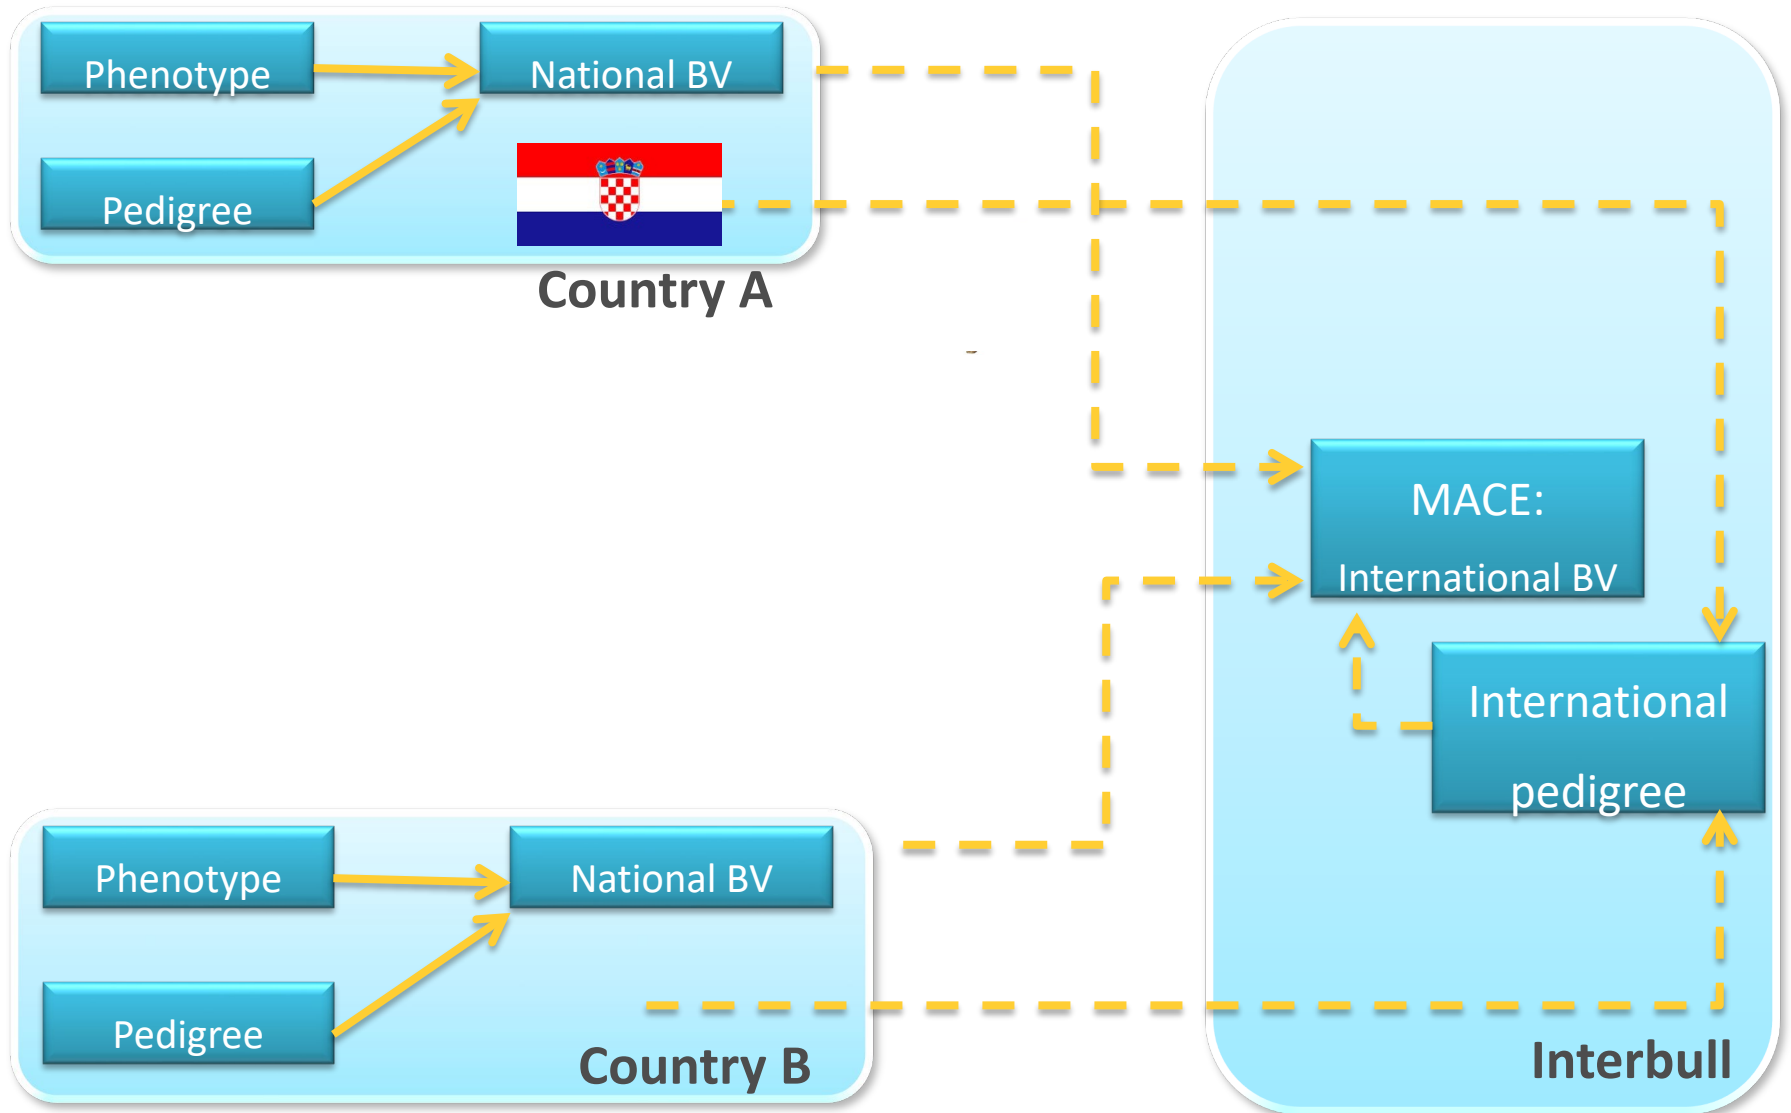 Phenotype
National BV
Pedigree
Country A
MACE:
International BV
International
pedigree
Phenotype
National BV
Pedigree
Country B
Interbull